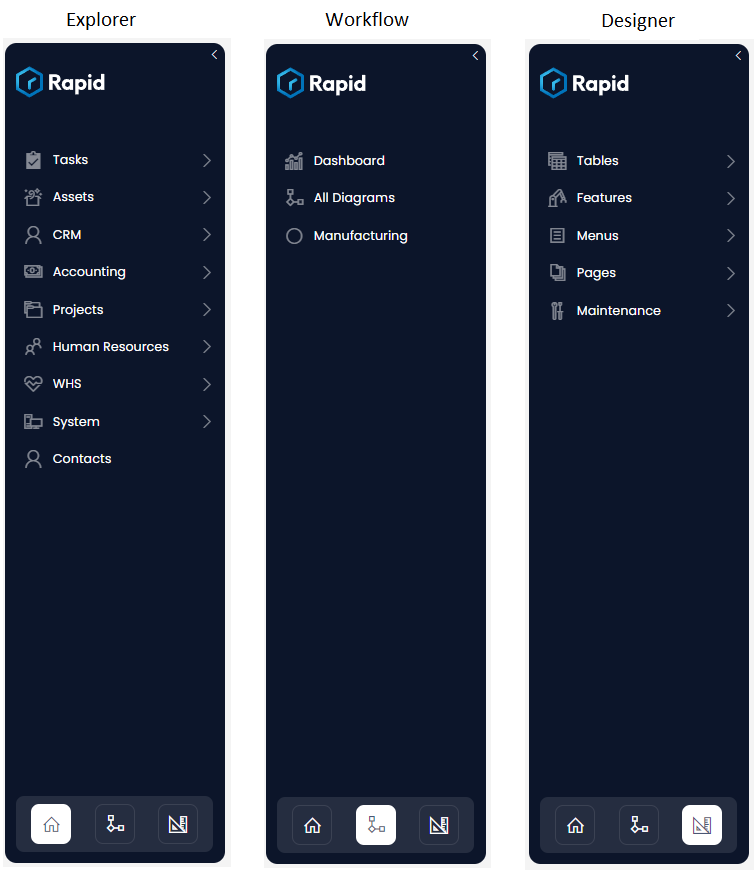 Explorer
Rapid
Tasks
Assets
CRM
Accounting
Projects
Human Resources
WHS
System
Contacts
Workflow
Rapid
Dashboard
All Diagrams
Manufacturing
Designer
Rapid
Tables
Features
Menus
Pages
Maintenance